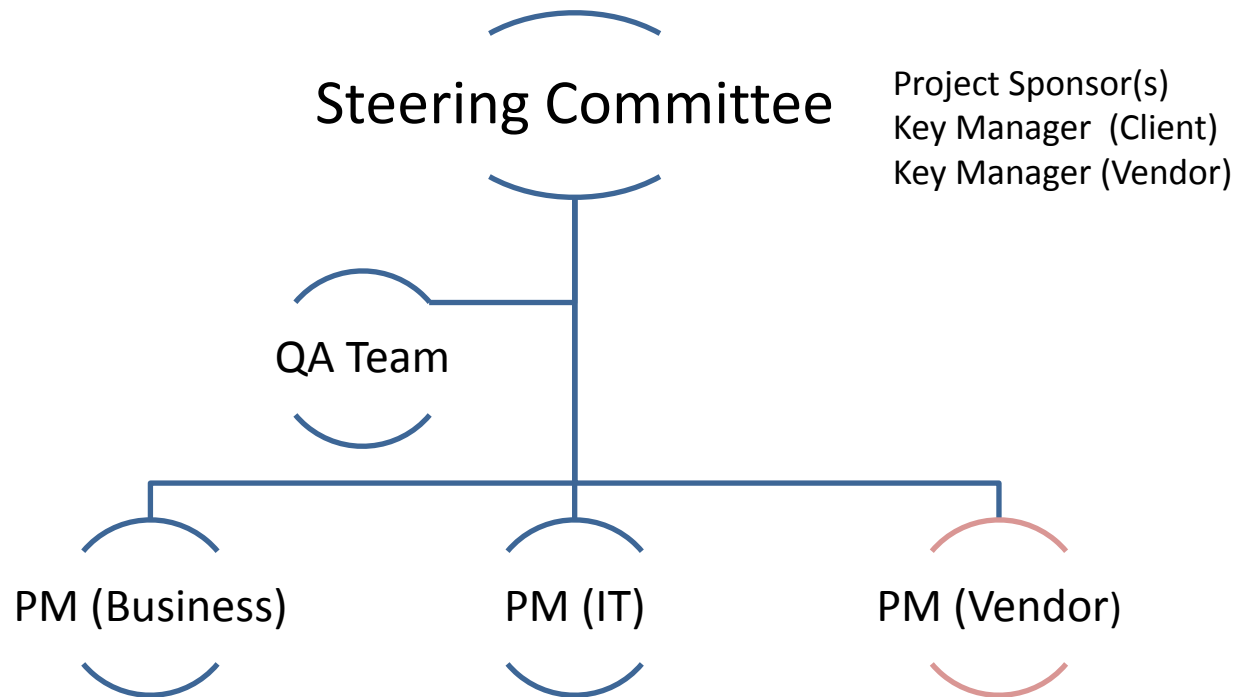 Steering Committee
Project Sponsor(s)
Key Manager  (Client)
Key Manager (Vendor)
QA Team
PM (Business)
PM (IT)
PM (Vendor)